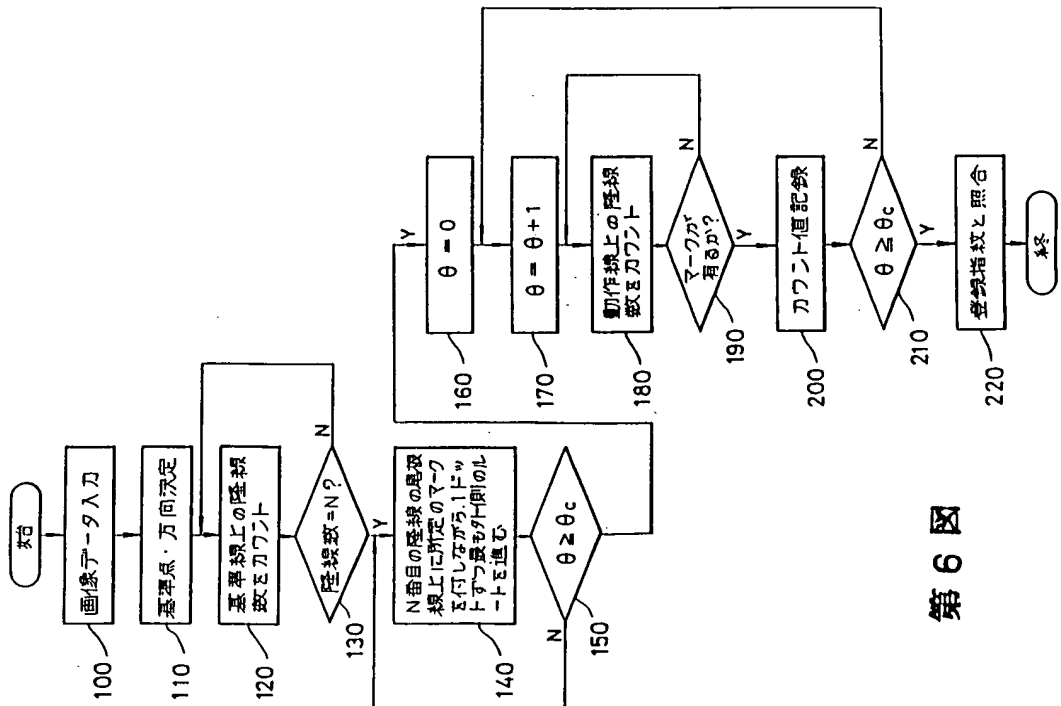 始
画像データ入力
100
基準点・方向決定
110
基準線上の隆線
数をカウント
120
隆線数=N?
N
Y
130
N番目の隆線の尾根
線上に所定のマーク
を付しながら、1ドッ
トずつ最も外側のル
ートを進む
140
θ ≧ θc
N
Y
150
θ = 0
160
θ = θ + 1
170
動作線上の隆線
数をカウント
180
マークが
有るか?
N
Y
190
カウント値記録
200
θ ≧ θc
N
Y
210
登録指紋と照合
220
終
第6図